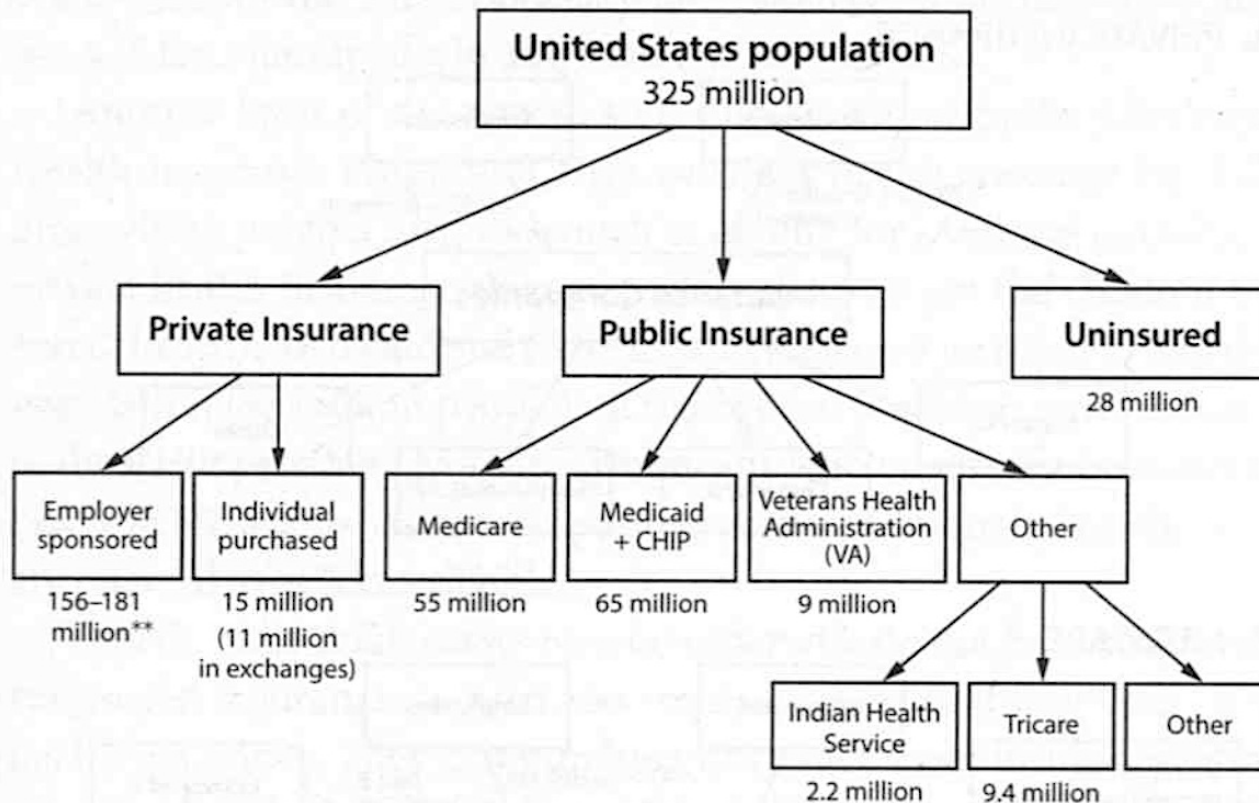 United States population
325 million
Private Insurance
Public Insurance
Uninsured
28 million
Employer
sponsored
156–181
million**
Individual
purchased
15 million
(11 million
in exchanges)
Medicare
55 million
Medicaid
+ CHIP
65 million
Veterans Health
Administration
(VA)
9 million
Other
Indian Health
Service
2.2 million
Tricare
9.4 million
Other